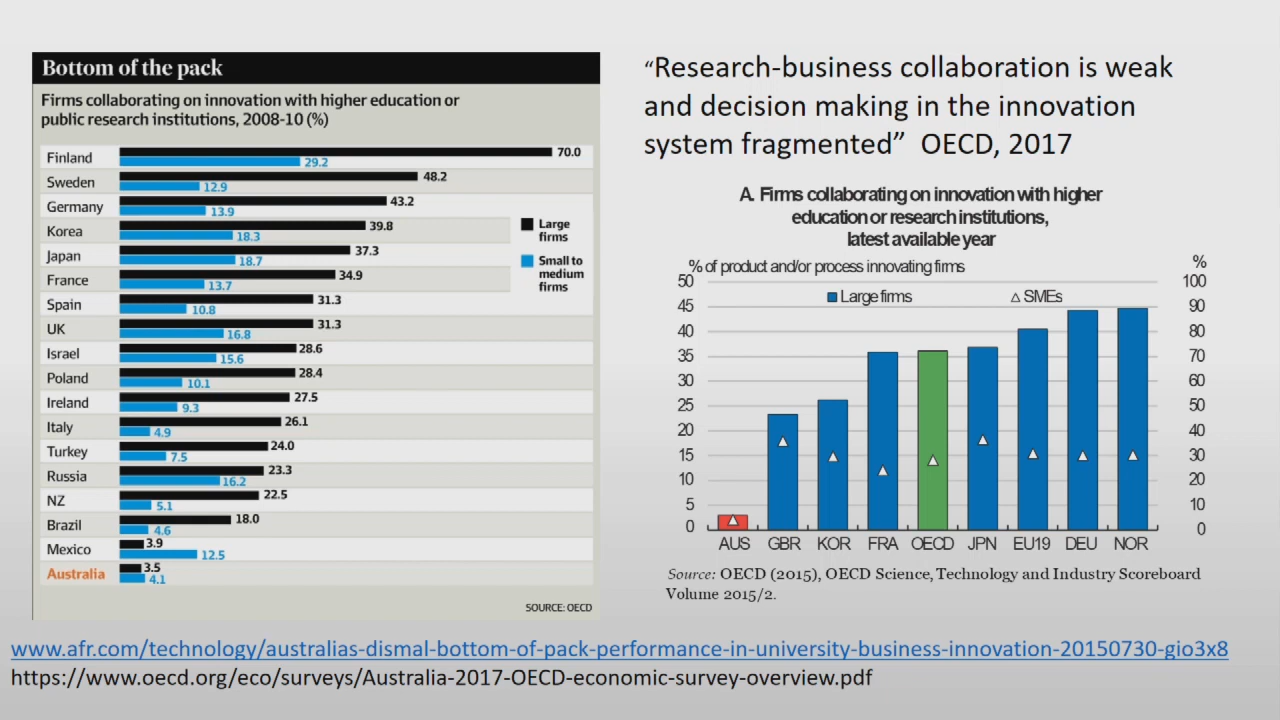 Bottom of the pack
Firms collaborating on innovation with higher education or
public research institutions, 2008-10 (%)
Finland 70.0 29.2
Sweden 48.2 12.9
Germany 43.2 13.9
Korea 39.8 18.3
Japan 37.3 18.7
France 34.9 13.7
Spain 31.3 10.8
UK 31.3 16.8
Israel 28.6 15.6
Poland 28.4 10.1
Ireland 27.5 9.3
Italy 26.1 4.9
Turkey 24.0 7.5
Russia 23.3 16.2
NZ 22.5 5.1
Brazil 18.0 4.6
Mexico 3.9 12.5
Australia 3.5 4.1
Large
firms
Small to
medium
firms
SOURCE: OECD
“Research-business collaboration is weak
and decision making in the innovation
system fragmented” OECD, 2017
A. Firms collaborating on innovation with higher
education or research institutions,
latest available year
% of product and/or process innovating firms %
Large firms SMEs
50 100
45 90
40 80
35 70
30 60
25 50
20 40
15 30
10 20
5 10
0 0
AUS GBR KOR FRA OECD JPN EU19 DEU NOR
Source: OECD (2015), OECD Science, Technology and Industry Scoreboard
Volume 2015/2.
www.afr.com/technology/australias-dismal-bottom-of-pack-performance-in-university-business-innovation-20150730-gio3x8
https://www.oecd.org/eco/surveys/Australia-2017-OECD-economic-survey-overview.pdf